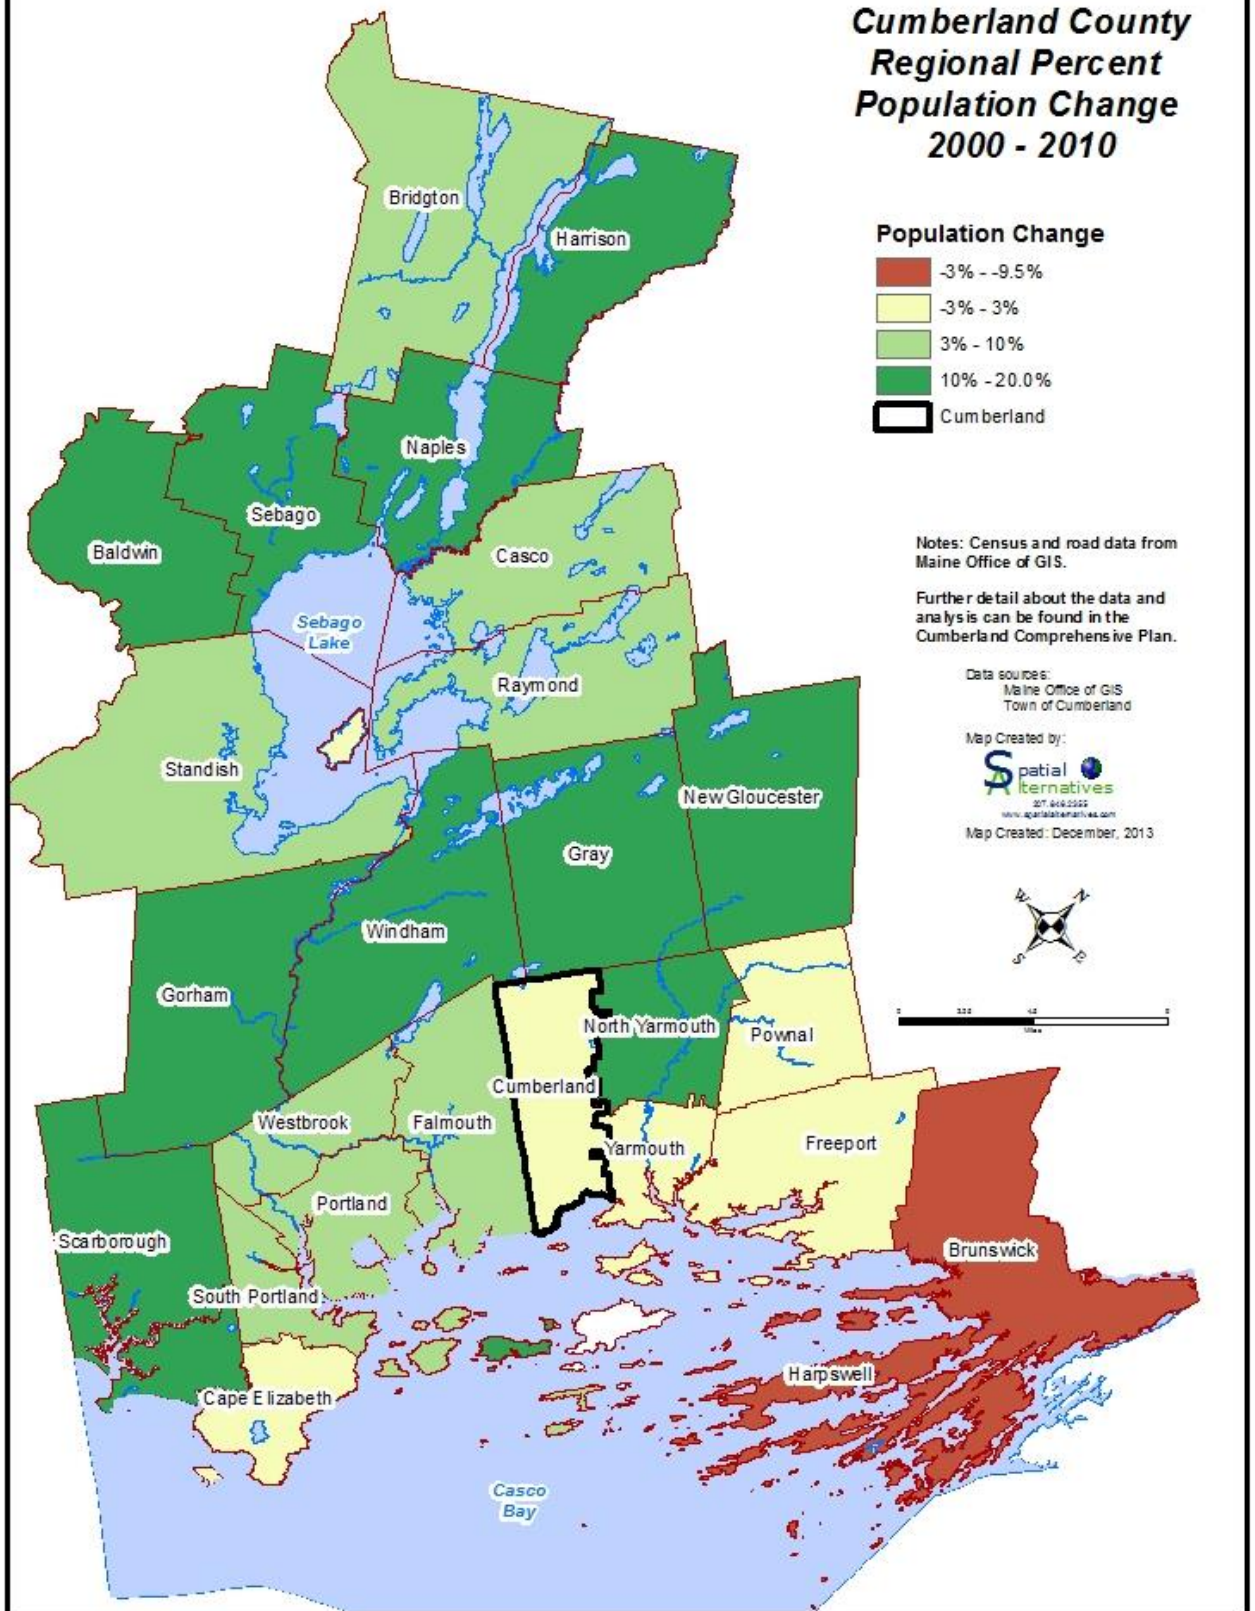 Cumberland County
Regional Percent
Population Change
2000 - 2010
Population Change
-3% - -9.5%
-3% - 3%
3% - 10%
10% - 20.0%
Cumberland
Notes: Census and road data from
Maine Office of GIS.
Further detail about the data and
analysis can be found in the
Cumberland Comprehensive Plan.
Data sources:
Maine Office of GIS
Town of Cumberland
Map Created by:
Spatial
Alternatives
www.spatialalternatives.com
Map Created: December, 2013
W
N
S
E
Miles
Bridgton
Harrison
Naples
Sebago
Baldwin
Casco
Sebago
Lake
Raymond
Standish
New Gloucester
Gray
Windham
Gorham
North Yarmouth
Pownal
Cumberland
Westbrook
Falmouth
Yarmouth
Freeport
Portland
Scarborough
Brunswick
South Portland
Harpswell
Cape Elizabeth
Casco
Bay